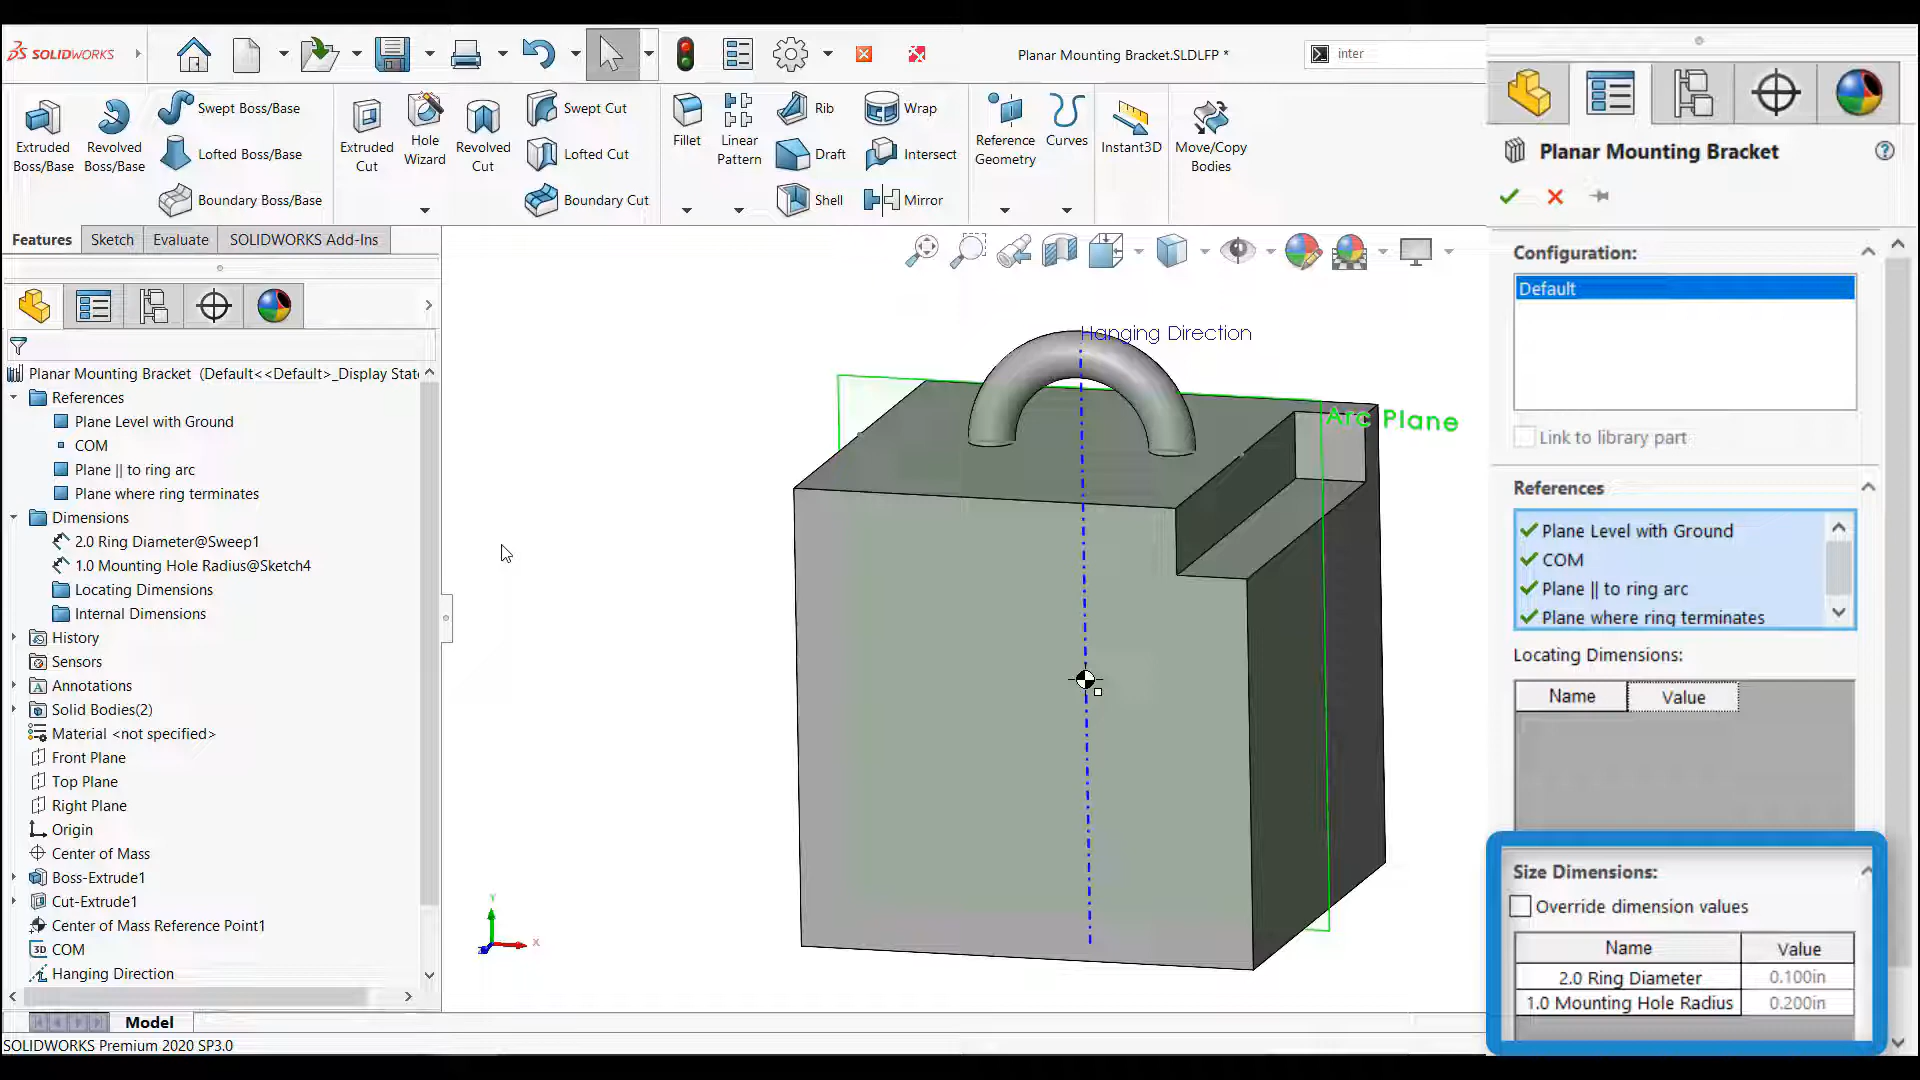 SOLIDWORKS
Planar Mounting Bracket.SLDLFP *
inter
Extruded Boss/Base
Revolved Boss/Base
Swept Boss/Base
Lofted Boss/Base
Boundary Boss/Base
Extruded Cut
Hole Wizard
Revolved Cut
Swept Cut
Lofted Cut
Boundary Cut
Fillet
Linear Pattern
Rib
Draft
Shell
Wrap
Intersect
Mirror
Reference Geometry
Curves
Instant3D
Move/Copy Bodies
Features
Sketch
Evaluate
SOLIDWORKS Add-Ins
Planar Mounting Bracket (Default<<Default>_Display State
References
Plane Level with Ground
COM
Plane || to ring arc
Plane where ring terminates
Dimensions
2.0 Ring Diameter@Sweep1
1.0 Mounting Hole Radius@Sketch4
Locating Dimensions
Internal Dimensions
History
Sensors
Annotations
Solid Bodies(2)
Material <not specified>
Front Plane
Top Plane
Right Plane
Origin
Center of Mass
Boss-Extrude1
Cut-Extrude1
Center of Mass Reference Point1
3D COM
Hanging Direction
Model
SOLIDWORKS Premium 2020 SP3.0
Hanging Direction
Arc Plane
Y
X
Z
Planar Mounting Bracket
Configuration:
Default
Link to library part
References
Plane Level with Ground
COM
Plane || to ring arc
Plane where ring terminates
Locating Dimensions:
Name Value
Size Dimensions:
Override dimension values
Name Value
2.0 Ring Diameter 0.100in
1.0 Mounting Hole Radius 0.200in